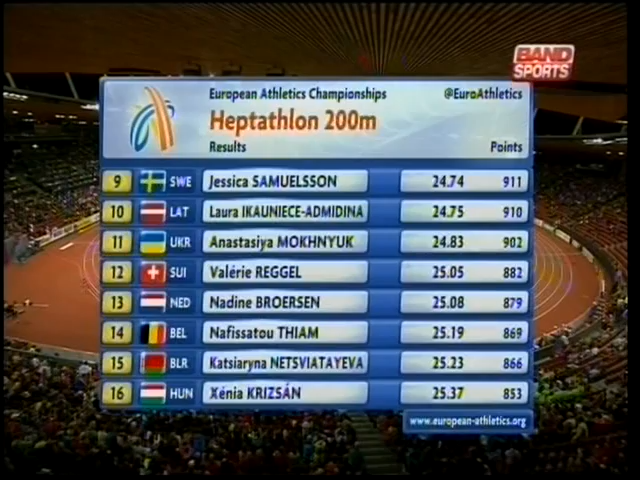 BAND
SPORTS
European Athletics Championships @EuroAthletics
Heptathlon 200m
Results Points
9 SWE Jessica SAMUELSSON 24.74 911
10 LAT Laura IKAUNIECE-ADMIDINA 24.75 910
11 UKR Anastasiya MOKHNYUK 24.83 902
12 SUI Valérie REGGEL 25.05 882
13 NED Nadine BROERSEN 25.08 879
14 BEL Nafissatou THIAM 25.19 869
15 BLR Katsiaryna NETSVIATAYEVA 25.23 866
16 HUN Xénia KRIZSÁN 25.37 853
www.european-athletics.org